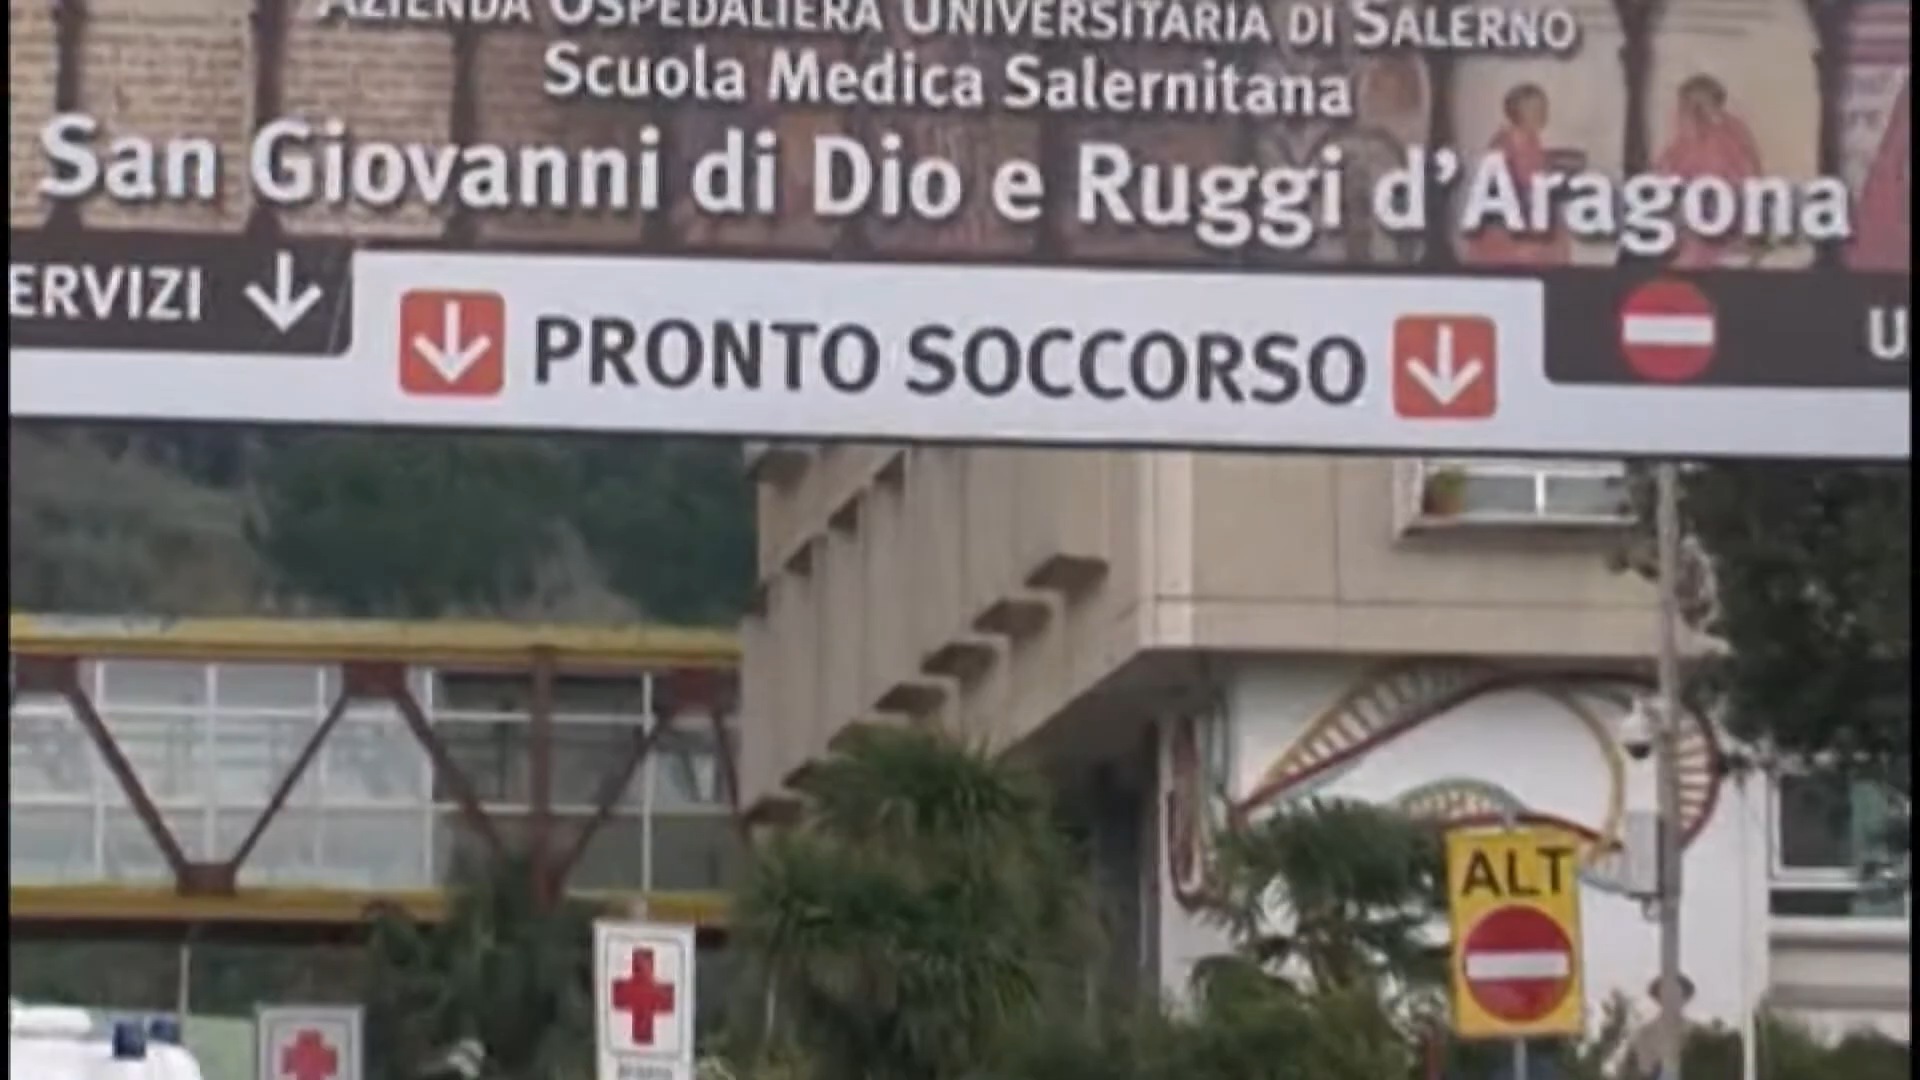 AZIENDA OSPEDALIERA UNIVERSITARIA DI SALERNO
Scuola Medica Salernitana
San Giovanni di Dio e Ruggi d'Aragona
ERVIZI
PRONTO SOCCORSO
U
ALT